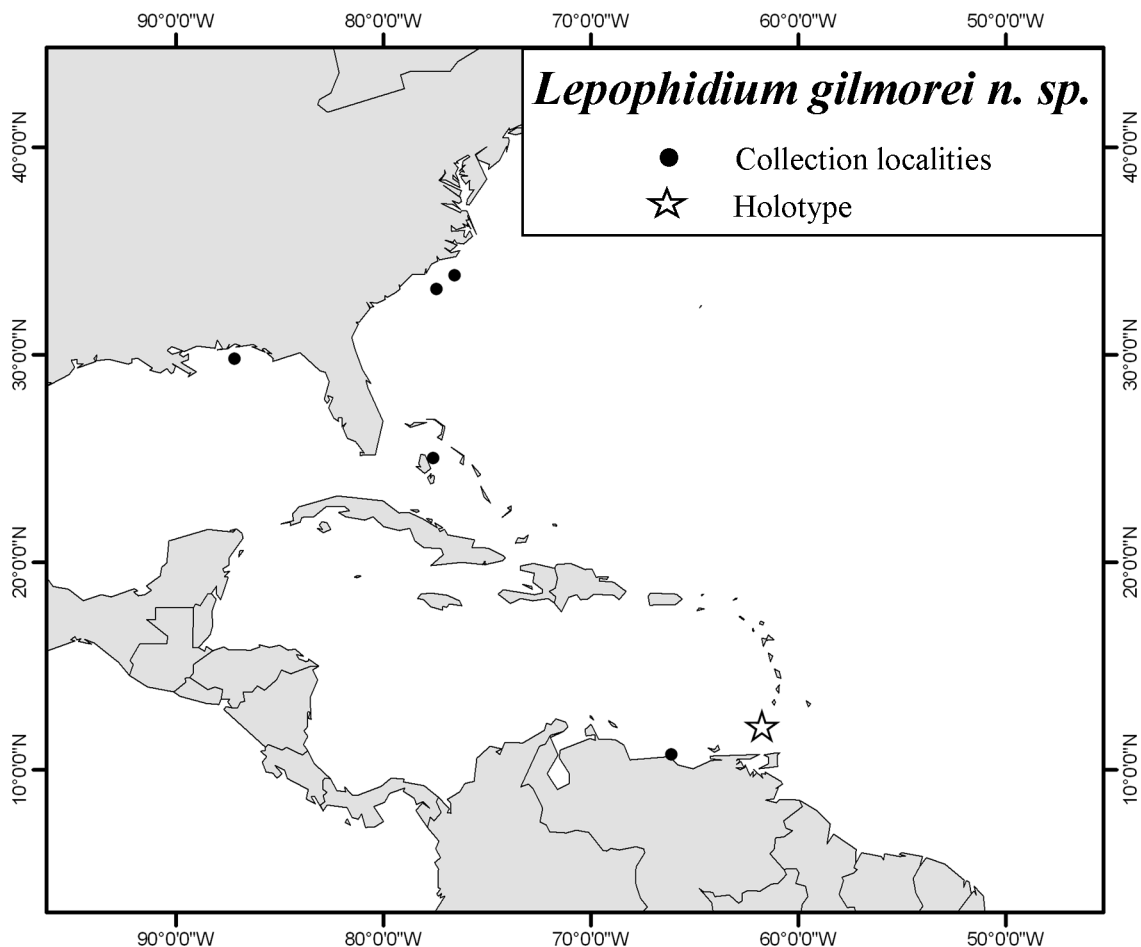 90°0'0"W 80°0'0"W 70°0'0"W 60°0'0"W 50°0'0"W
Lepophidium gilmorei n. sp.
Collection localities
Holotype
40°0'0"N 40°0'0"N
30°0'0"N 30°0'0"N
20°0'0"N 20°0'0"N
10°0'0"N 10°0'0"N
90°0'0"W 80°0'0"W 70°0'0"W 60°0'0"W 50°0'0"W